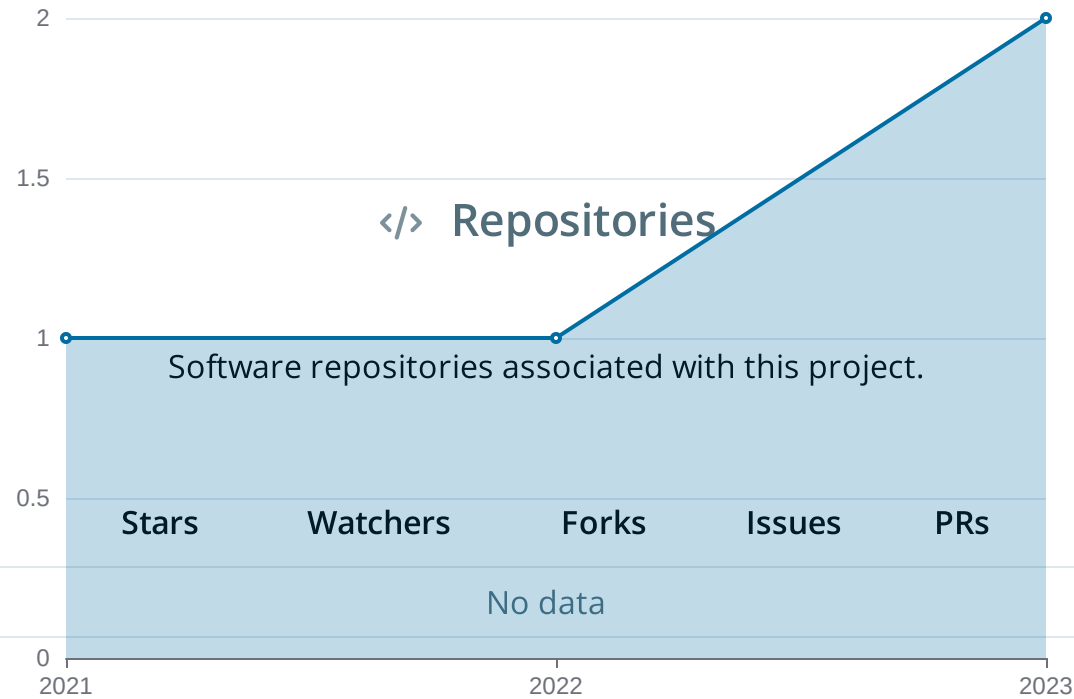 2
1.5
</> Repositories
1
Software repositories associated with this project.
0.5
Stars Watchers Forks Issues PRs
No data
0
2021 2022 2023